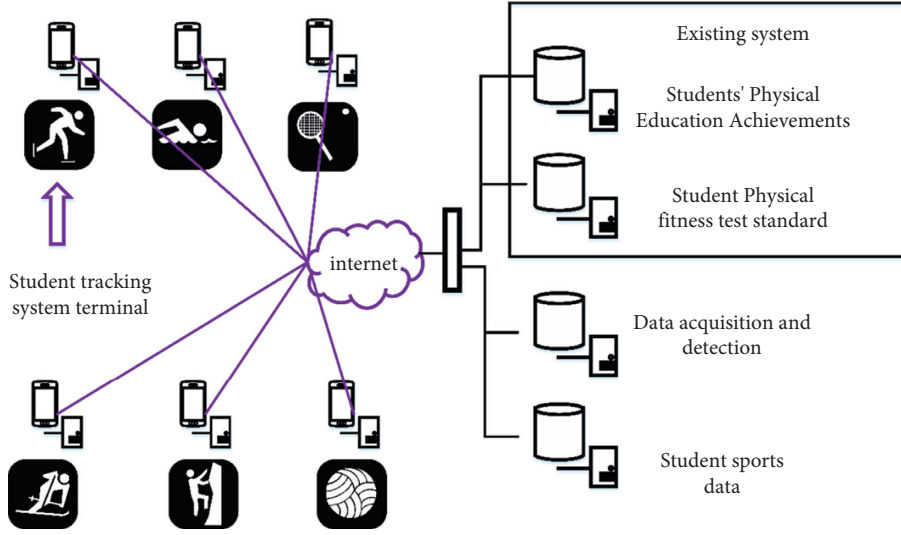 Existing system
Students' Physical
Education Achievements
Student Physical
fitness test standard
internet
Student tracking
system terminal
Data acquisition and
detection
Student sports
data